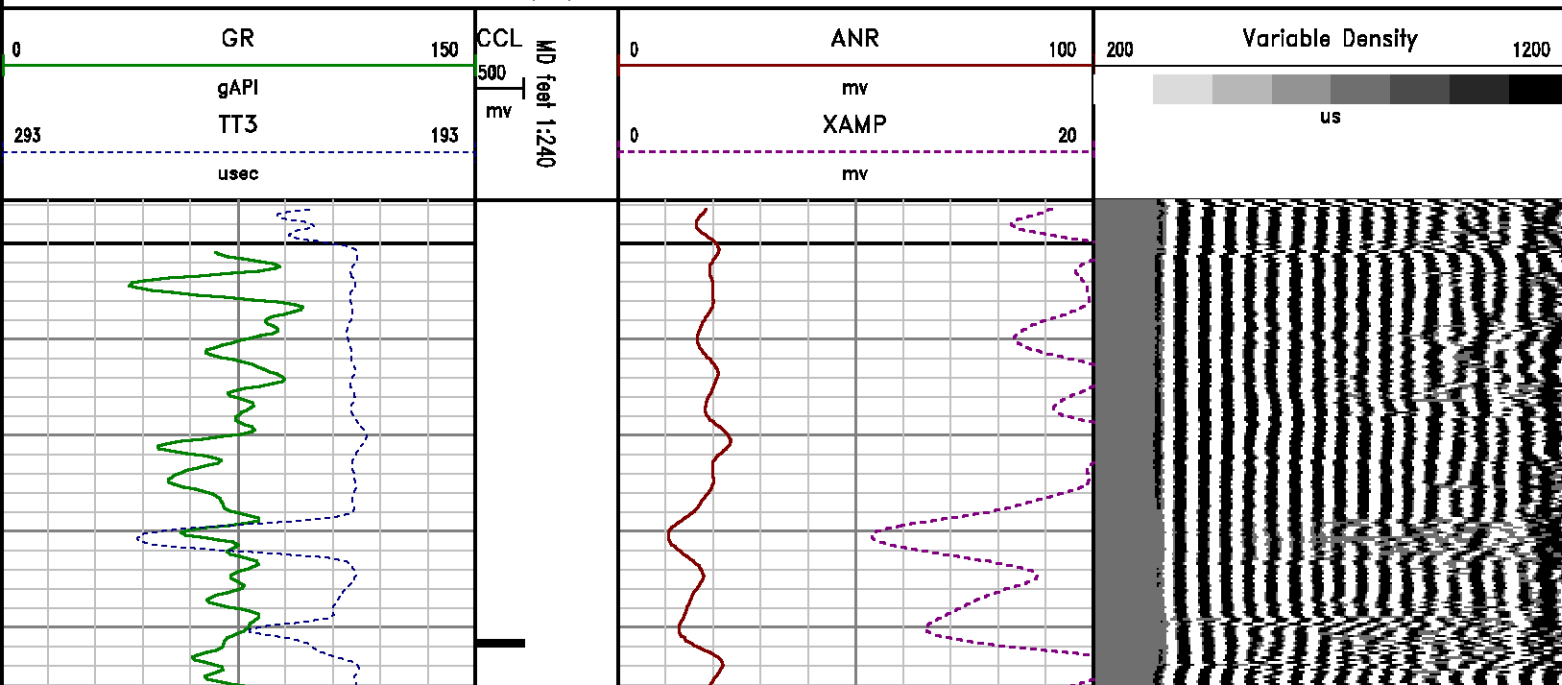 GR
0 150
gAPI
TT3
293 193
usec
CCL
500
mv
MD feet 1:240
ANR
0 100
mv
XAMP
0 20
mv
Variable Density
200 1200
us